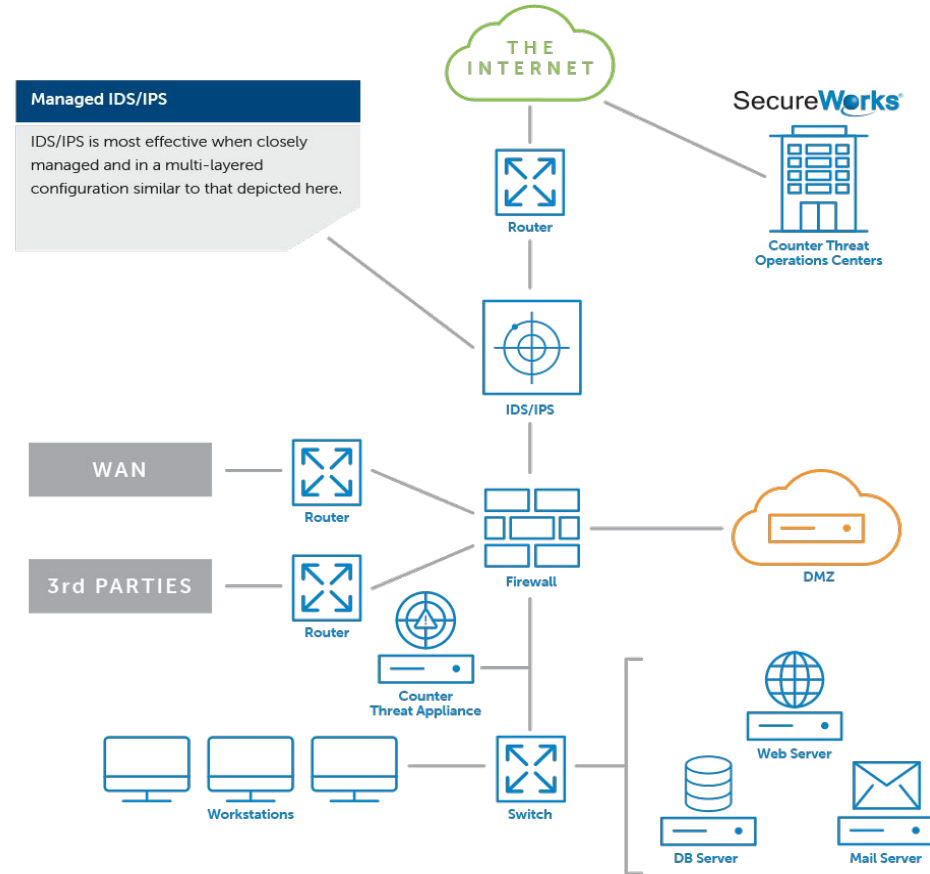 THE
INTERNET
SecureWorks®
Managed IDS/IPS
IDS/IPS is most effective when closely
managed and in a multi-layered
configuration similar to that depicted here.
Router
Counter Threat
Operations Centers
IDS/IPS
WAN
Router
Firewall
DMZ
3rd PARTIES
Router
Counter
Threat Appliance
Web Server
Workstations
Switch
DB Server
Mail Server